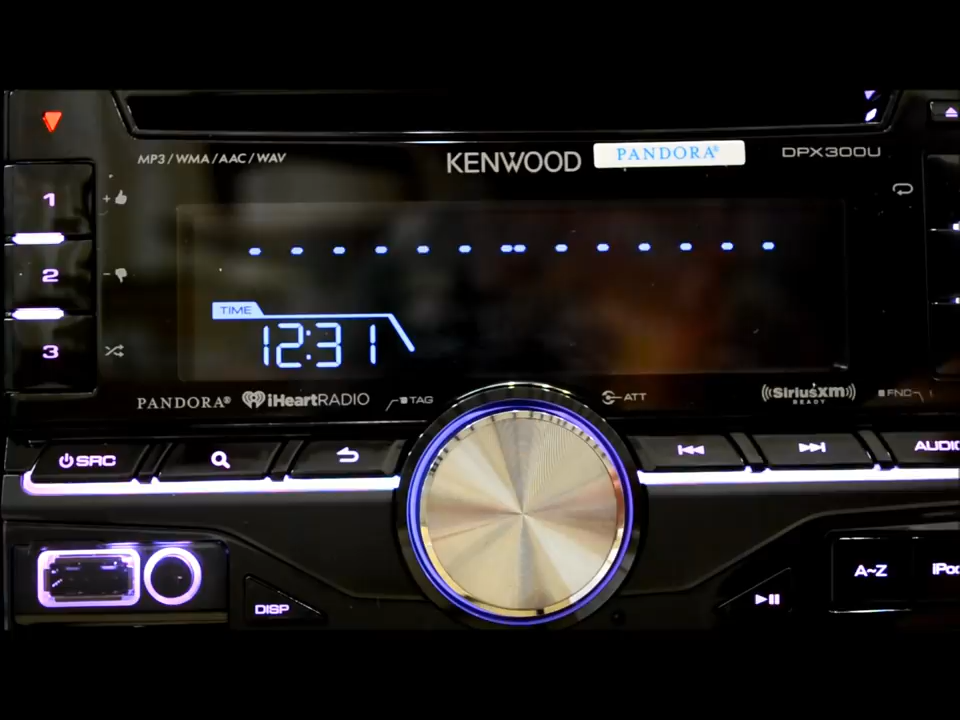 MP3/WMA/AAC/WAV KENWOOD PANDORA® DPX300U
1
2
TIME
12:31
3
PANDORA® iHeartRADIO TAG ATT SiriusXM FNC
READY
SRC AUDIO
A~Z iPod
DISP